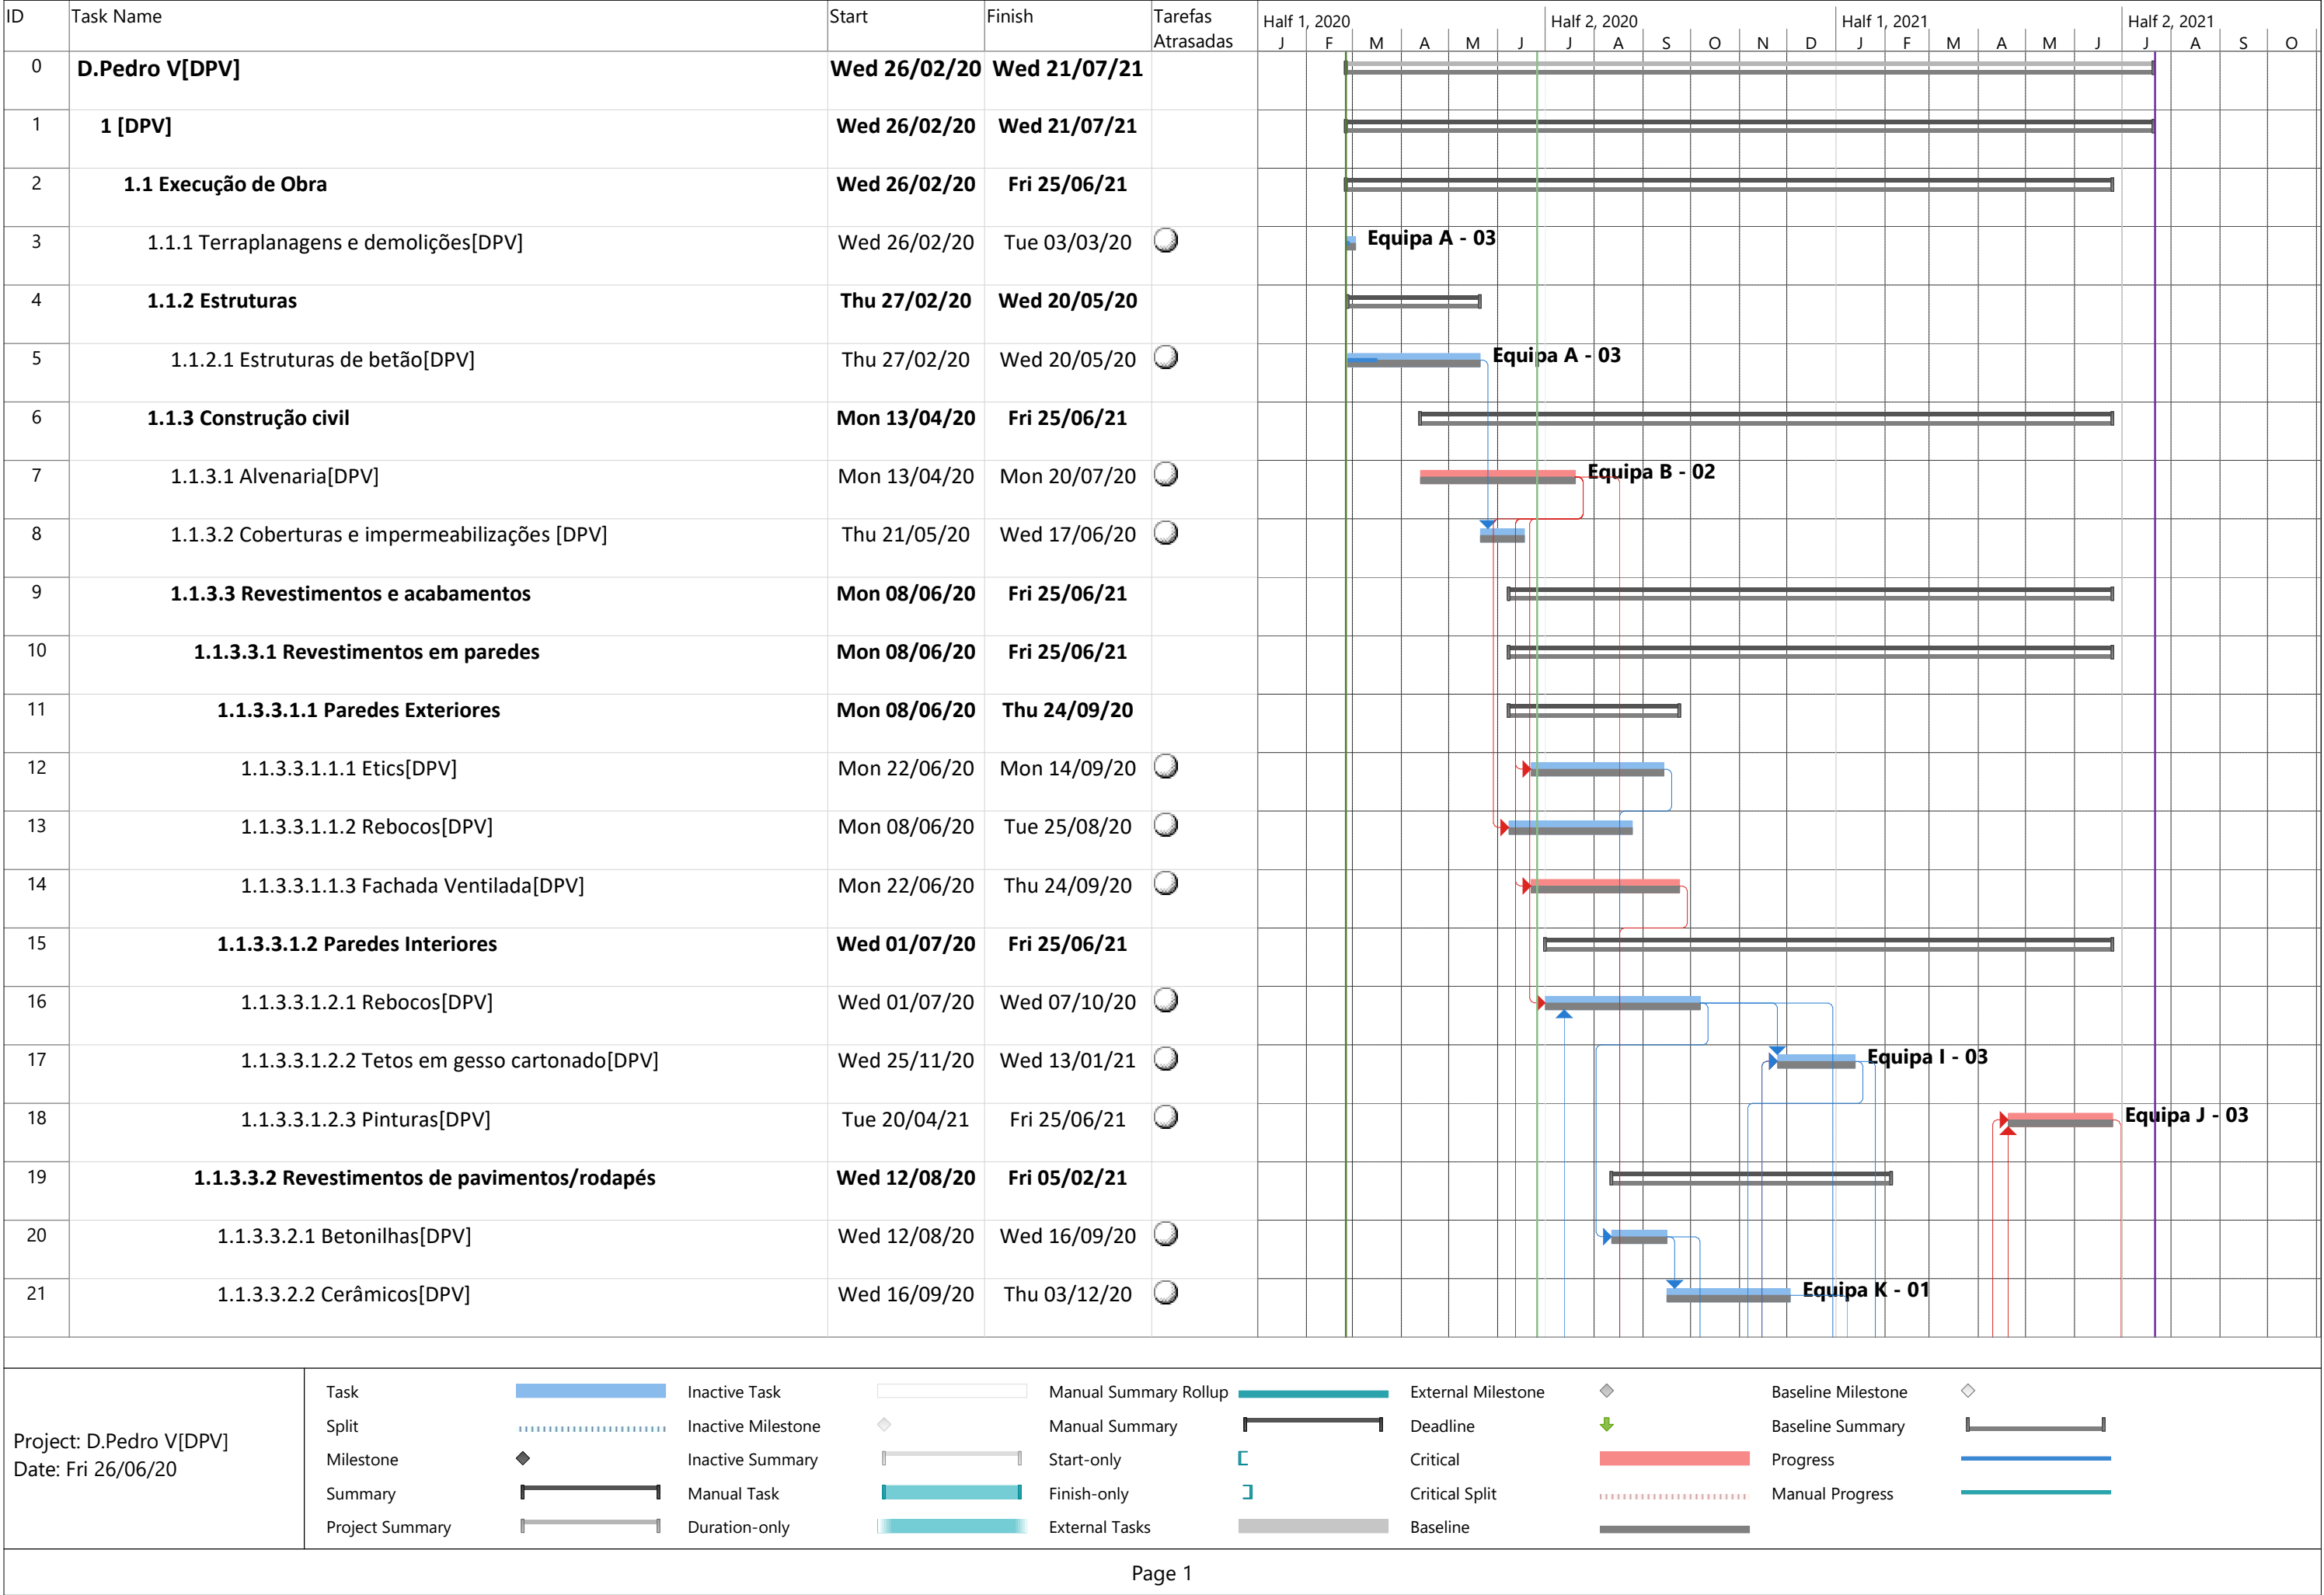 ID Task Name Start Finish Tarefas Atrasadas Half 1, 2020 Half 2, 2020 Half 1, 2021 Half 2, 2021
J F M A M J J A S O N D J F M A M J J A S O
0 D.Pedro V[DPV] Wed 26/02/20 Wed 21/07/21
1 1 [DPV] Wed 26/02/20 Wed 21/07/21
2 1.1 Execução de Obra Wed 26/02/20 Fri 25/06/21
3 1.1.1 Terraplanagens e demolições[DPV] Wed 26/02/20 Tue 03/03/20 Equipa A - 03
4 1.1.2 Estruturas Thu 27/02/20 Wed 20/05/20
5 1.1.2.1 Estruturas de betão[DPV] Thu 27/02/20 Wed 20/05/20 Equipa A - 03
6 1.1.3 Construção civil Mon 13/04/20 Fri 25/06/21
7 1.1.3.1 Alvenaria[DPV] Mon 13/04/20 Mon 20/07/20 Equipa B - 02
8 1.1.3.2 Coberturas e impermeabilizações [DPV] Thu 21/05/20 Wed 17/06/20
9 1.1.3.3 Revestimentos e acabamentos Mon 08/06/20 Fri 25/06/21
10 1.1.3.3.1 Revestimentos em paredes Mon 08/06/20 Fri 25/06/21
11 1.1.3.3.1.1 Paredes Exteriores Mon 08/06/20 Thu 24/09/20
12 1.1.3.3.1.1.1 Etics[DPV] Mon 22/06/20 Mon 14/09/20
13 1.1.3.3.1.1.2 Rebocos[DPV] Mon 08/06/20 Tue 25/08/20
14 1.1.3.3.1.1.3 Fachada Ventilada[DPV] Mon 22/06/20 Thu 24/09/20
15 1.1.3.3.1.2 Paredes Interiores Wed 01/07/20 Fri 25/06/21
16 1.1.3.3.1.2.1 Rebocos[DPV] Wed 01/07/20 Wed 07/10/20
17 1.1.3.3.1.2.2 Tetos em gesso cartonado[DPV] Wed 25/11/20 Wed 13/01/21 Equipa I - 03
18 1.1.3.3.1.2.3 Pinturas[DPV] Tue 20/04/21 Fri 25/06/21 Equipa J - 03
19 1.1.3.3.2 Revestimentos de pavimentos/rodapés Wed 12/08/20 Fri 05/02/21
20 1.1.3.3.2.1 Betonilhas[DPV] Wed 12/08/20 Wed 16/09/20
21 1.1.3.3.2.2 Cerâmicos[DPV] Wed 16/09/20 Thu 03/12/20 Equipa K - 01
Project: D.Pedro V[DPV]
Date: Fri 26/06/20
Task Inactive Task Manual Summary Rollup External Milestone Baseline Milestone
Split Inactive Milestone Manual Summary Deadline Baseline Summary
Milestone Inactive Summary Start-only Critical Progress
Summary Manual Task Finish-only Critical Split Manual Progress
Project Summary Duration-only External Tasks Baseline
Page 1